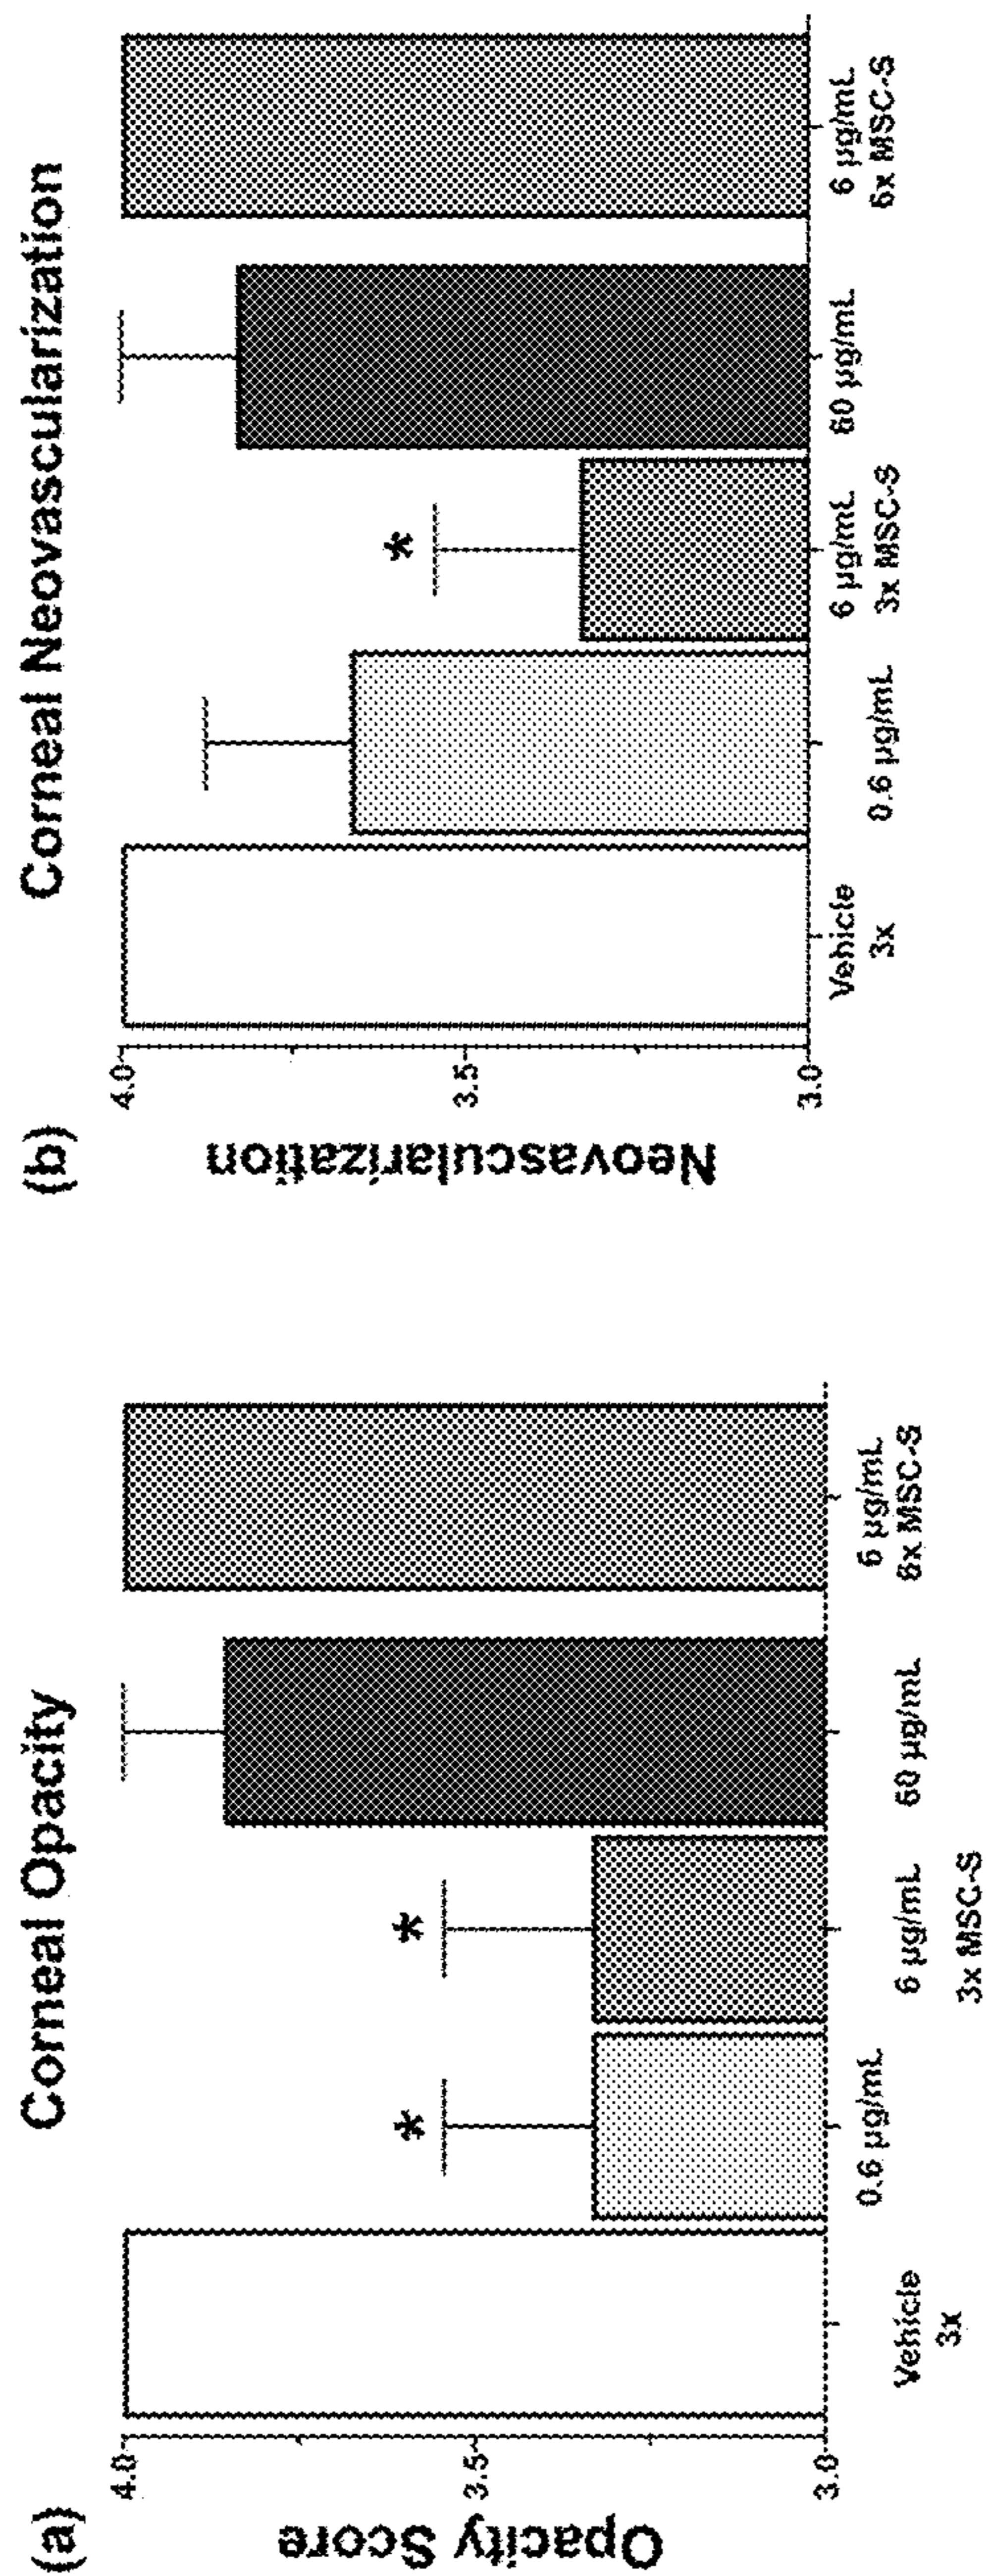 (a)
Corneal Opacity
Opacity Score
4.0
3.5
3.0
*
*
Vehicle
3x
0.6 µg/mL
6 µg/mL
3x MSC-S
60 µg/mL
6 µg/mL
6x MSC-S
(b)
Corneal Neovascularization
Neovascularization
4.0
3.5
3.0
*
Vehicle
3x
0.6 µg/mL
6 µg/mL
3x MSC-S
60 µg/mL
6 µg/mL
6x MSC-S